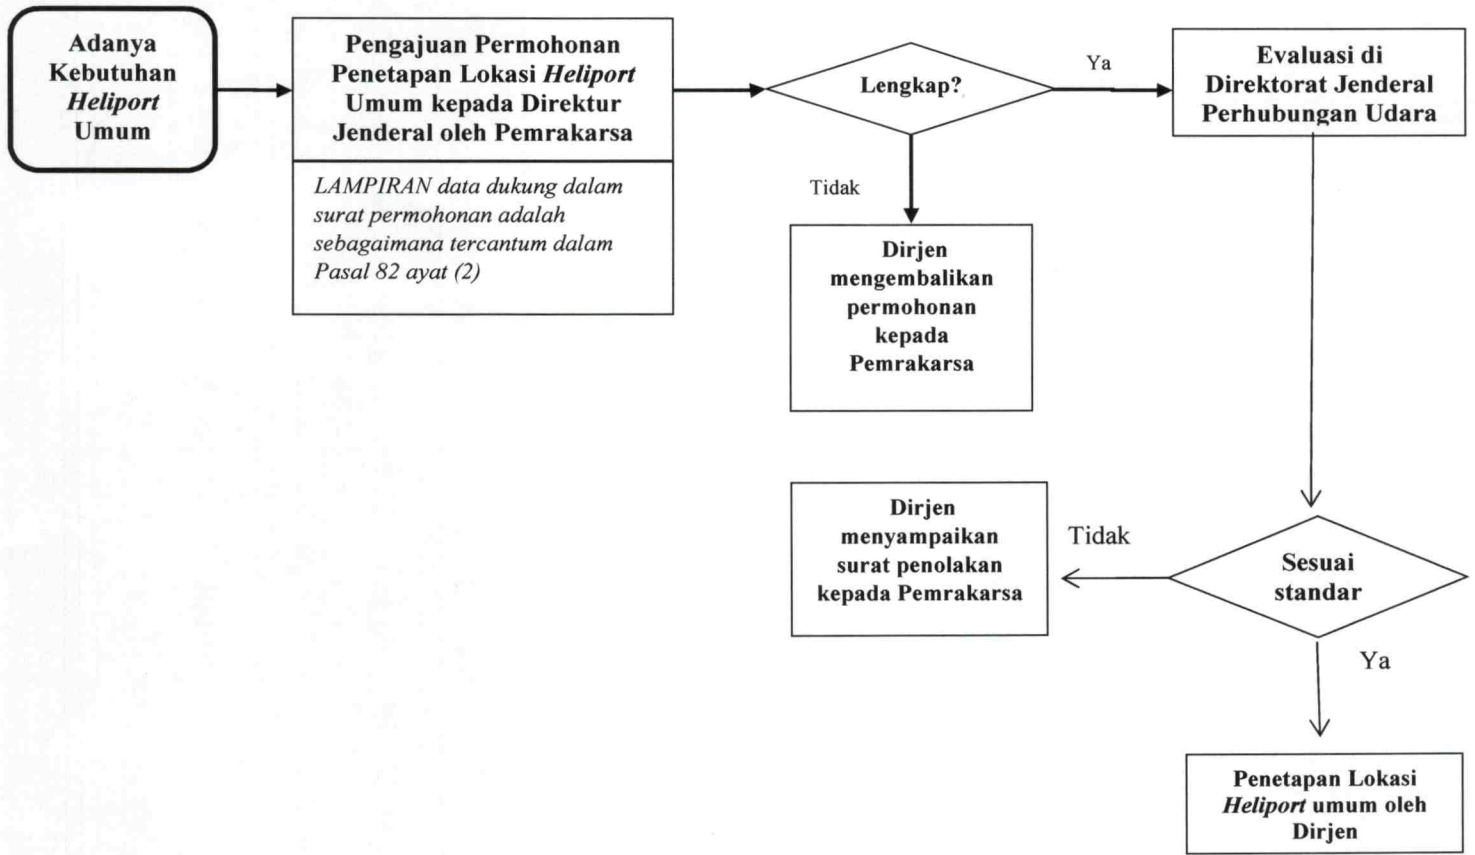 Adanya
Kebutuhan
Heliport
Umum
Pengajuan Permohonan
Penetapan Lokasi Heliport
Umum kepada Direktur
Jenderal oleh Pemrakarsa
LAMPIRAN data dukung dalam
surat permohonan adalah
sebagaimana tercantum dalam
Pasal 82 ayat (2)
Lengkap?
Ya
Evaluasi di
Direktorat Jenderal
Perhubungan Udara
Tidak
Dirjen
mengembalikan
permohonan
kepada
Pemrakarsa
Dirjen
menyampaikan
surat penolakan
kepada Pemrakarsa
Tidak
Sesuai
standar
Ya
Penetapan Lokasi
Heliport umum oleh
Dirjen